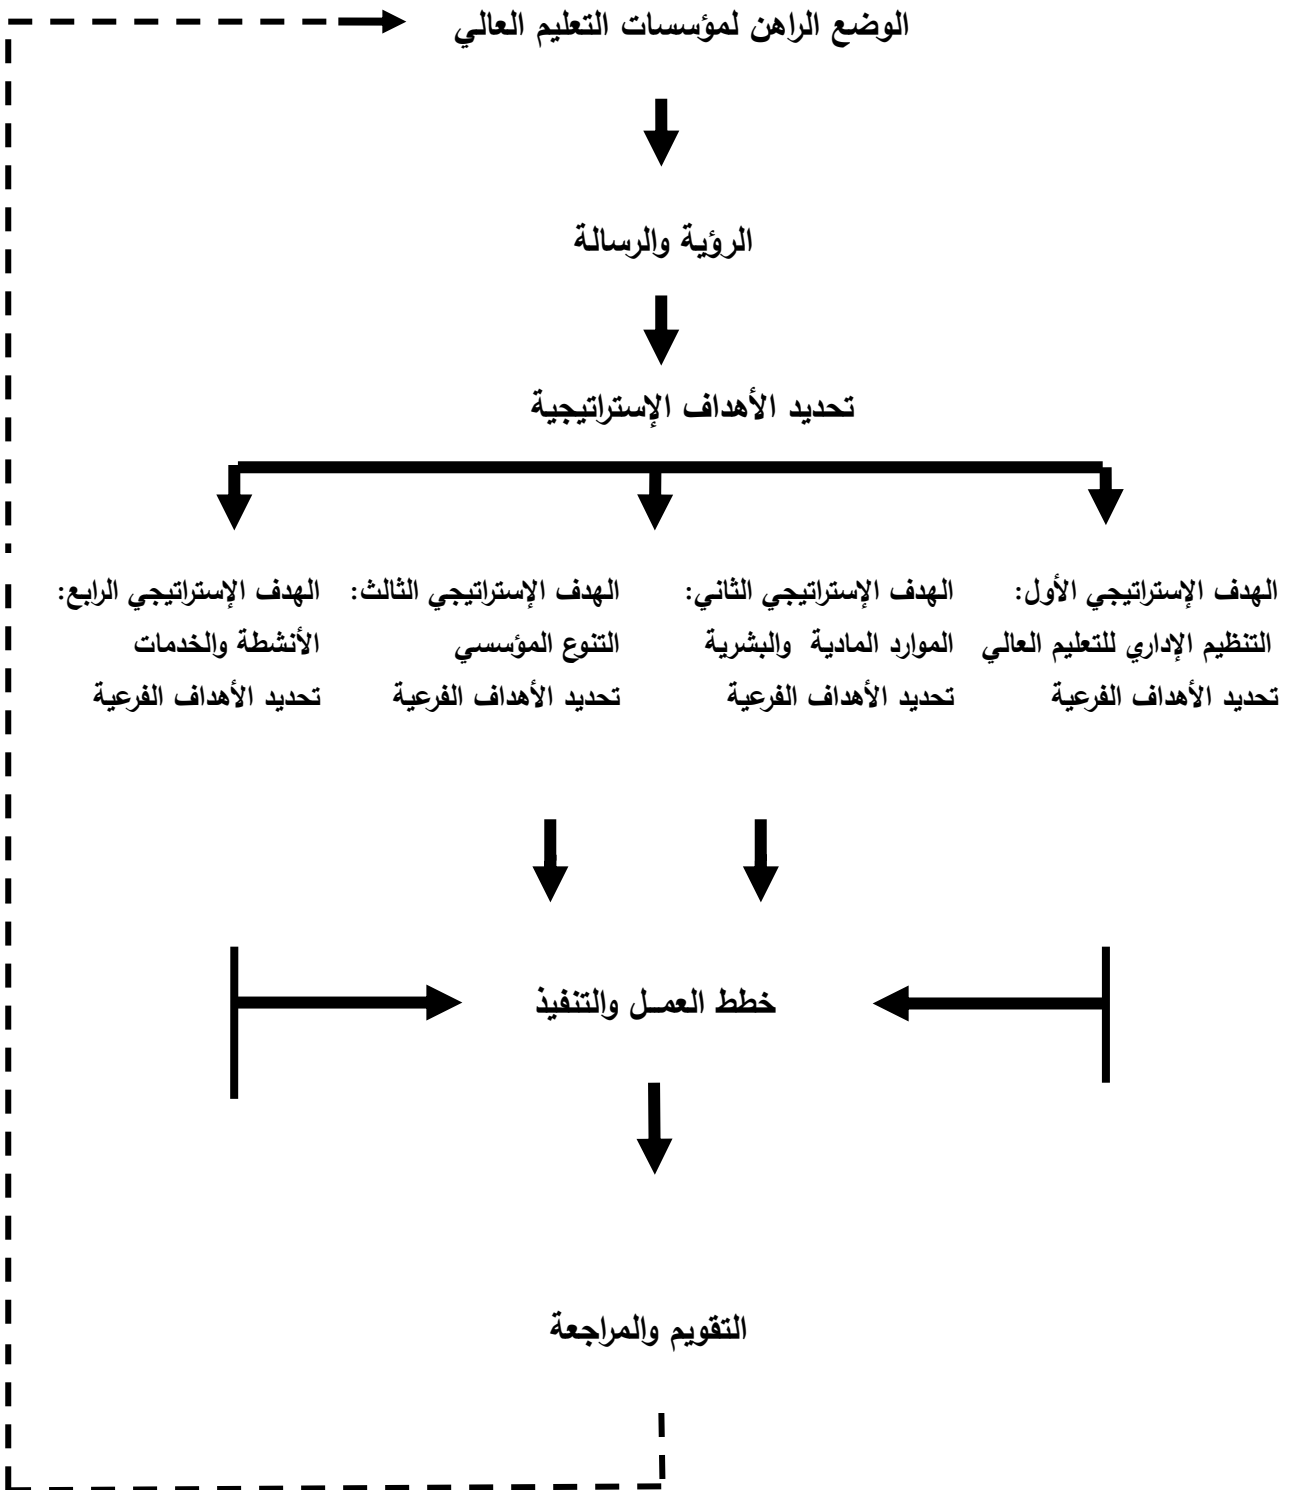 الوضع الراهن لمؤسسات التعليم العالي
الرؤية والرسالة
تحديد الأهداف الإستراتيجية
الهدف الإستراتيجي الأول:
التنظيم الإداري للتعليم العالي
تحديد الأهداف الفرعية
الهدف الإستراتيجي الثاني:
الموارد المادية والبشرية
تحديد الأهداف الفرعية
الهدف الإستراتيجي الثالث:
التنوع المؤسسي
تحديد الأهداف الفرعية
الهدف الإستراتيجي الرابع:
الأنشطة والخدمات
تحديد الأهداف الفرعية
خطط العمــل والتنفيذ
التقويم والمراجعة